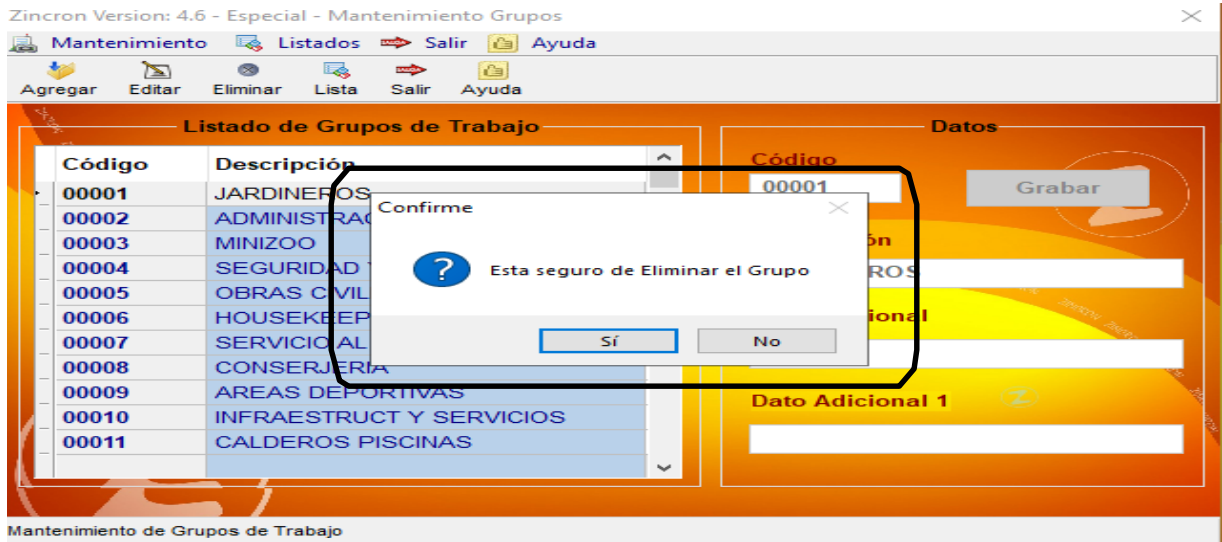 Zincron Version: 4.6 - Especial - Mantenimiento Grupos
Mantenimiento Listados Salir Ayuda
Agregar Editar Eliminar Lista Salir Ayuda
Listado de Grupos de Trabajo
Código Descripción
00001 JARDINEROS
00002 ADMINISTRAC
00003 MINIZOO
00004 SEGURIDAD Y
00005 OBRAS CIVIL
00006 HOUSEKEEP
00007 SERVICIO AL
00008 CONSERJERIA
00009 AREAS DEPORTIVAS
00010 INFRAESTRUCT Y SERVICIOS
00011 CALDEROS PISCINAS
Confirme
Esta seguro de Eliminar el Grupo
Sí No
Datos
Código
00001 Grabar
ón
ROS
ional
Dato Adicional 1
Mantenimiento de Grupos de Trabajo